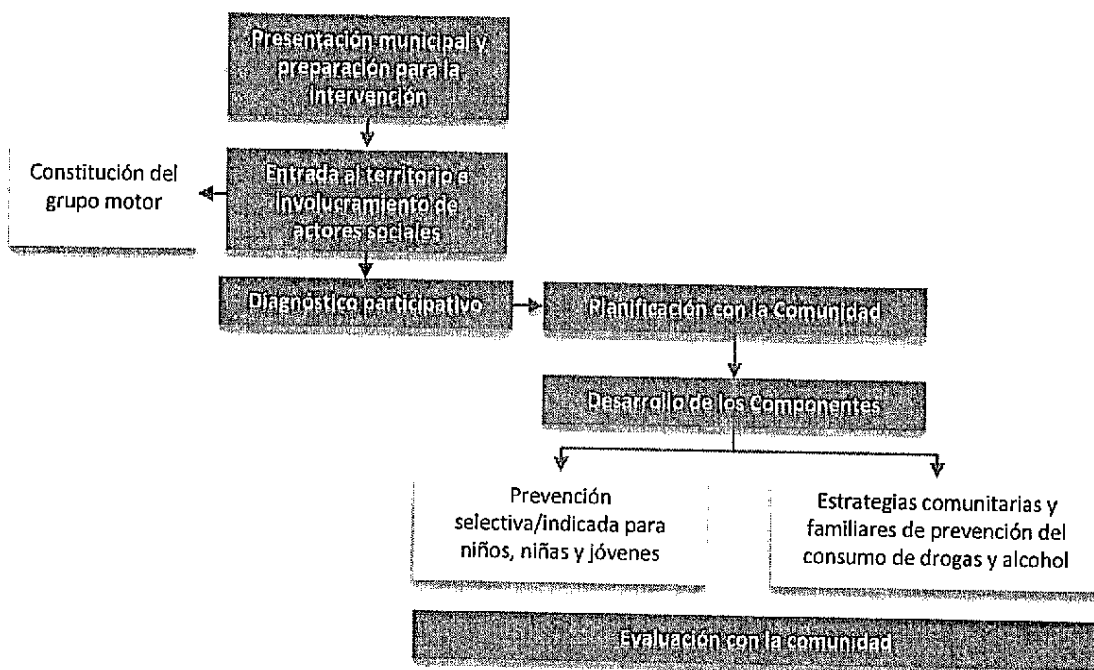 Presentación municipal y
preparación para la
intervención
Constitución del
grupo motor
Entrada al territorio e
involucramiento de
actores sociales
Diagnóstico participativo
Planificación con la Comunidad
Desarrollo de los Componentes
Prevención
selectiva/indicada para
niños, niñas y jóvenes
Estrategias comunitarias y
familiares de prevención del
consumo de drogas y alcohol
Evaluación con la comunidad